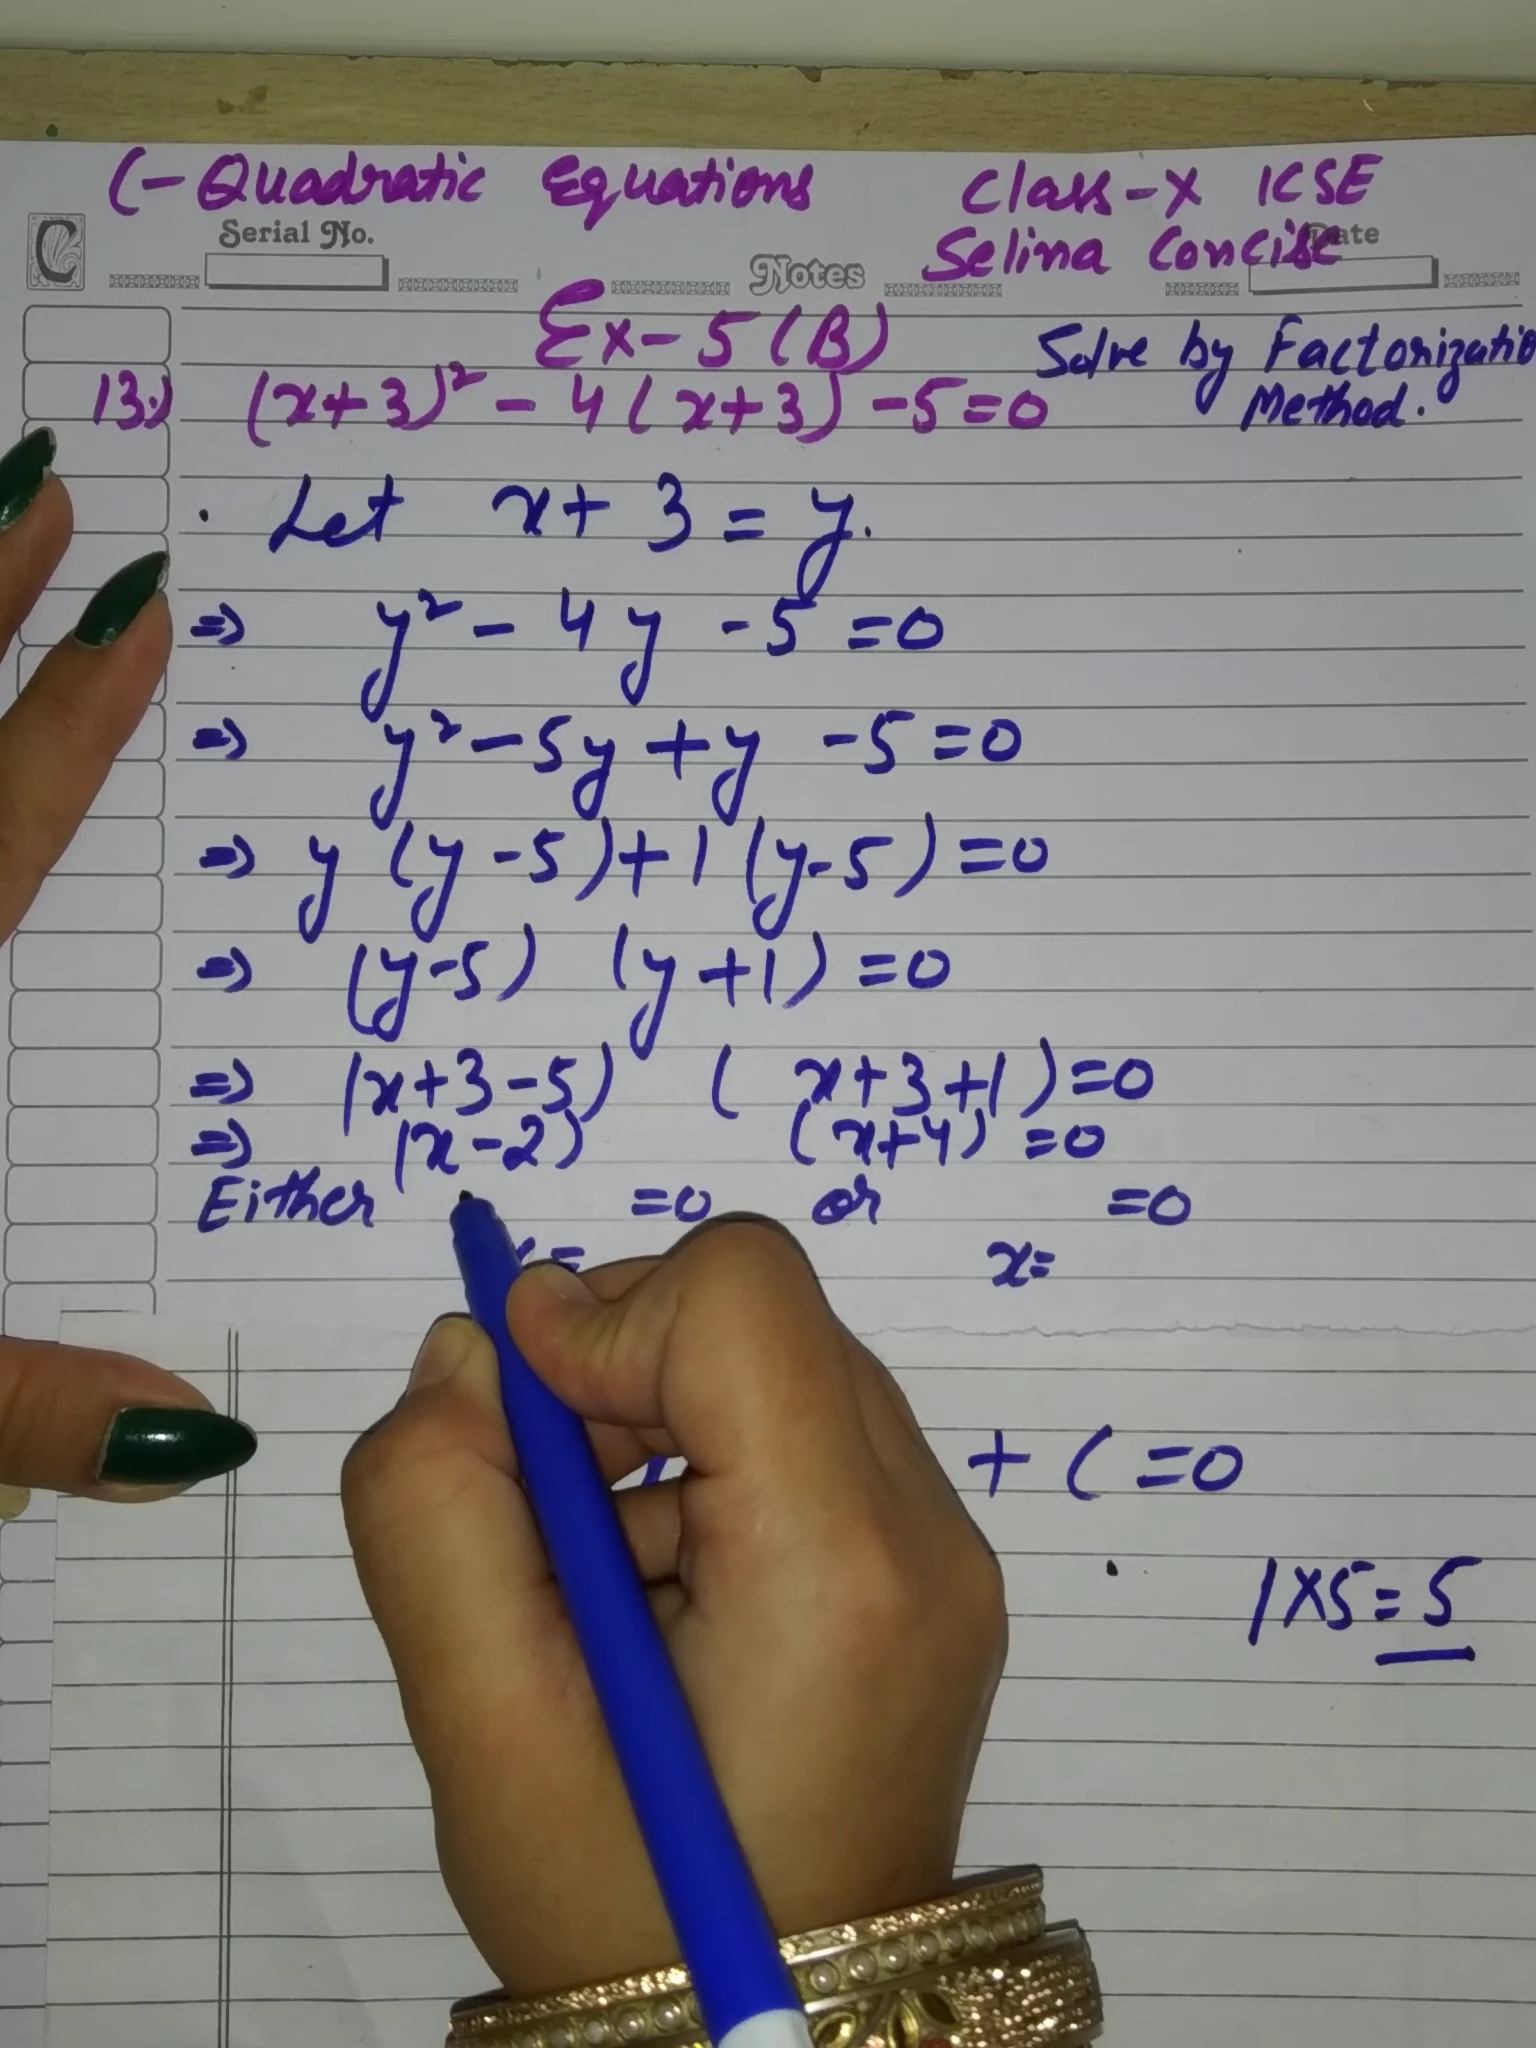 C- Quadratic Equations Class-X ICSE
C Serial No. Notes Selina Concise Date
Ex-5(B) Solve by Factorizatio
13.) (x+3)² - 4(x+3) -5=0 Method.
Let x+3=y.
⇒ y² - 4y -5=0
⇒ y² -5y +y -5=0
⇒ y (y-5)+1(y-5)=0
⇒ (y-5) (y+1)=0
⇒ (x+3-5) (x+3+1)=0
⇒ (x-2) (x+4)=0
Either =0 or =0
x= x=
+ C =0
1x5=5